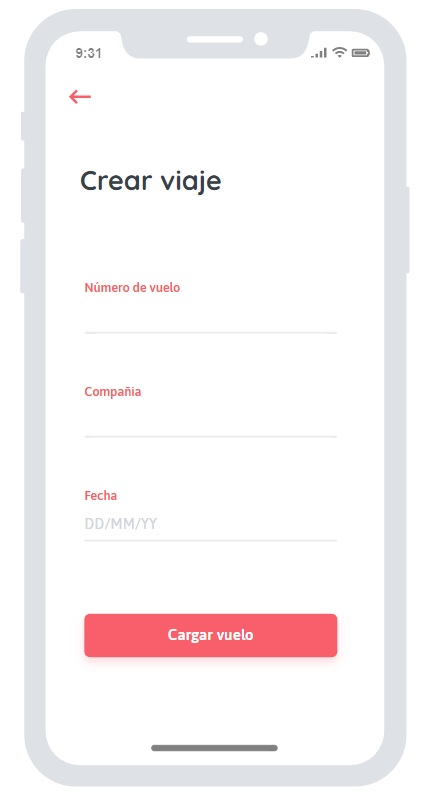 9:31
Crear viaje
Número de vuelo
Compañia
Fecha
DD/MM/YY
Cargar vuelo